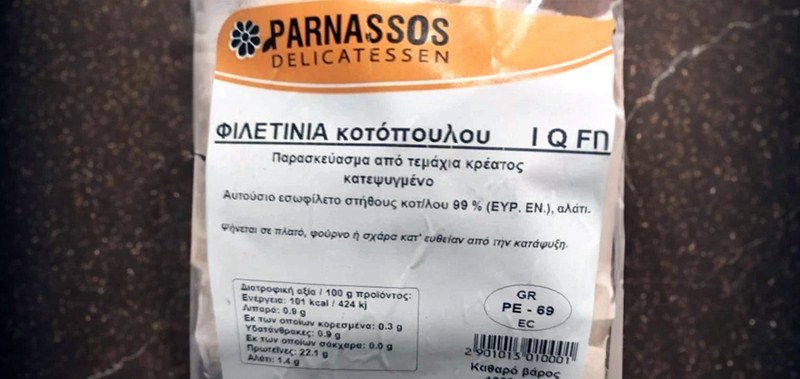 PARNASSOS
DELICATESSEN
ΦΙΛΕΤΙΝΙΑ κοτόπουλου I Q FΠ
Παρασκεύασμα από τεμάχια κρέατος
κατεψυγμένο
Αυτούσιο εσωφίλετο στήθους κοτ/λου 99 % (ΕΥΡ. ΕΝ.), αλάτι.
Ψήνεται σε πλατό, φούρνο ή σχάρα κατ' ευθείαν από την κατάψυξη.
Διατροφική αξία / 100 g προϊόντος:
Ενέργεια: 101 kcal / 424 kj
Λιπαρά: 0.9 g
Εκ των οποίων κορεσμένα: 0.3 g
Υδατάνθρακες: 0.9 g
Εκ των οποίων σάκχαρα: 0.0 g
Πρωτεΐνες: 22.1 g
Αλάτι: 1.4 g
GR
PE - 69
EC
2 901013 010001
Καθαρό βάρος